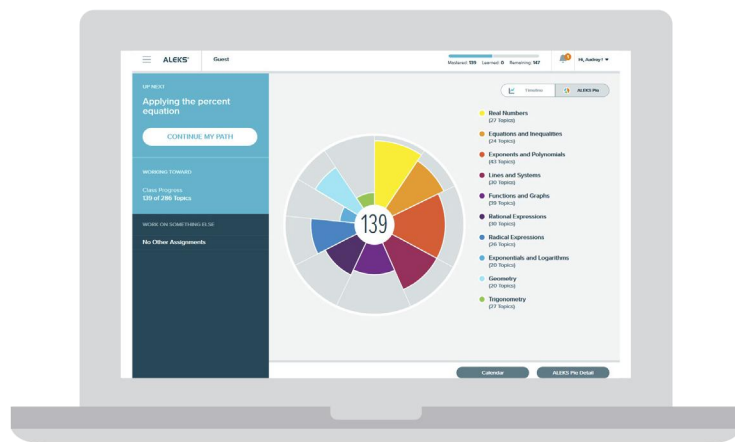 ALEKS®
Guest
Mastered: 139 Learned: 0 Remaining: 147
Hi, Audrey!
UP NEXT
Applying the percent
equation
CONTINUE MY PATH
WORKING TOWARD
Class Progress
139 of 286 Topics
WORK ON SOMETHING ELSE
No Other Assignments
Timeline
ALEKS Pie
139
Real Numbers
(27 Topics)
Equations and Inequalities
(24 Topics)
Exponents and Polynomials
(43 Topics)
Lines and Systems
(30 Topics)
Functions and Graphs
(39 Topics)
Rational Expressions
(30 Topics)
Radical Expressions
(26 Topics)
Exponentials and Logarithms
(20 Topics)
Geometry
(20 Topics)
Trigonometry
(27 Topics)
Calendar
ALEKS Pie Detail